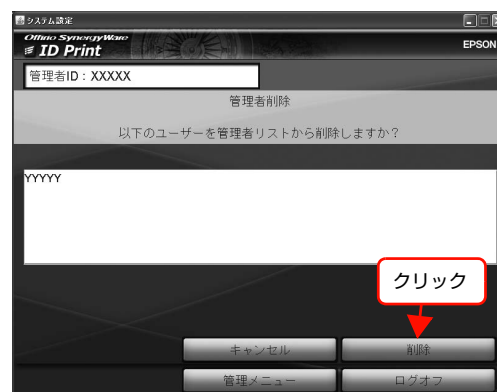 システム設定
Offirio SynergyWare
ID Print
EPSON
管理者ID：XXXXX
管理者削除
以下のユーザーを管理者リストから削除しますか？
YYYYY
クリック
キャンセル
削除
管理メニュー
ログオフ